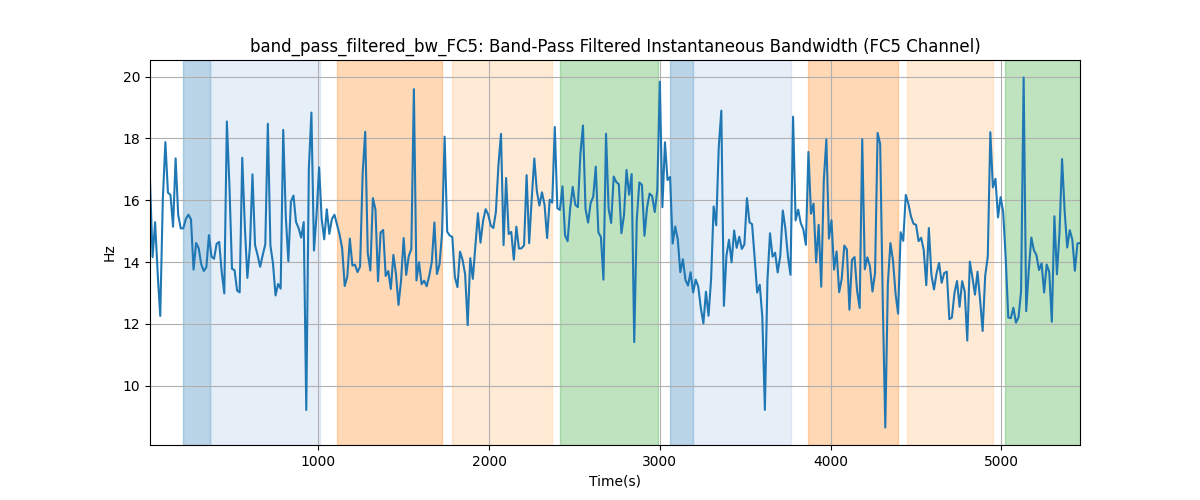 band_pass_filtered_bw_FC5: Band-Pass Filtered Instantaneous Bandwidth (FC5 Channel)
20
18
16
14
12
10
Hz
1000 2000 3000 4000 5000
Time(s)